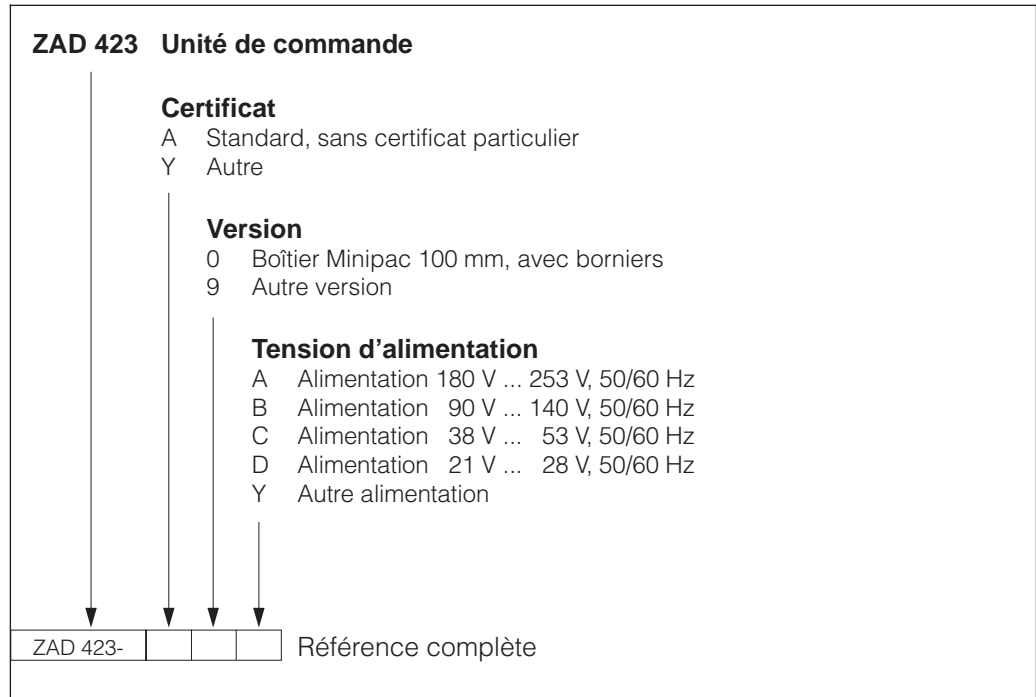 ZAD 423 Unité de commande
Certificat
A Standard, sans certificat particulier
Y Autre
Version
0 Boîtier Minipac 100 mm, avec borniers
9 Autre version
Tension d’alimentation
A Alimentation 180 V ... 253 V, 50/60 Hz
B Alimentation 90 V ... 140 V, 50/60 Hz
C Alimentation 38 V ... 53 V, 50/60 Hz
D Alimentation 21 V ... 28 V, 50/60 Hz
Y Autre alimentation
ZAD 423- Référence complète